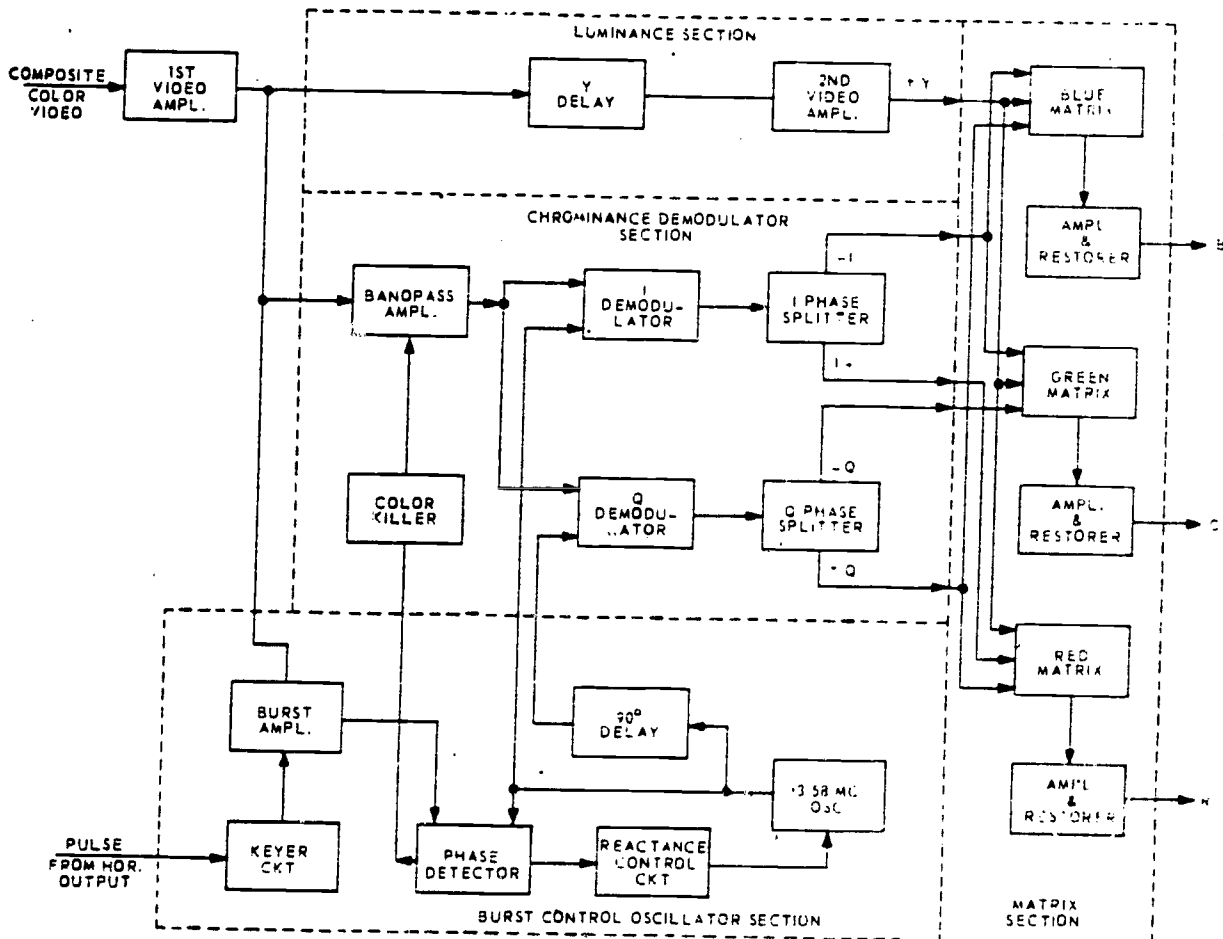 LUMINANCE SECTION
COMPOSITE
COLOR
VIDEO
1ST
VIDEO
AMPL.
Y
DELAY
2ND
VIDEO
AMPL.
+Y
BLUE
MATRIX
AMPL
&
RESTORER
B
CHROMINANCE DEMODULATOR
SECTION
BANDPASS
AMPL.
I
DEMODU-
LATOR
-I
I PHASE
SPLITTER
I+
GREEN
MATRIX
-Q
COLOR
KILLER
Q
DEMODU-
LATOR
Q PHASE
SPLITTER
+Q
AMPL.
&
RESTORER
RED
MATRIX
BURST
AMPL.
90°
DELAY
3.58 MC
OSC
AMPL
&
RESTORER
R
PULSE
FROM HOR.
OUTPUT
KEYER
CKT
PHASE
DETECTOR
REACTANCE
CONTROL
CKT
BURST CONTROL OSCILLATOR SECTION
MATRIX
SECTION